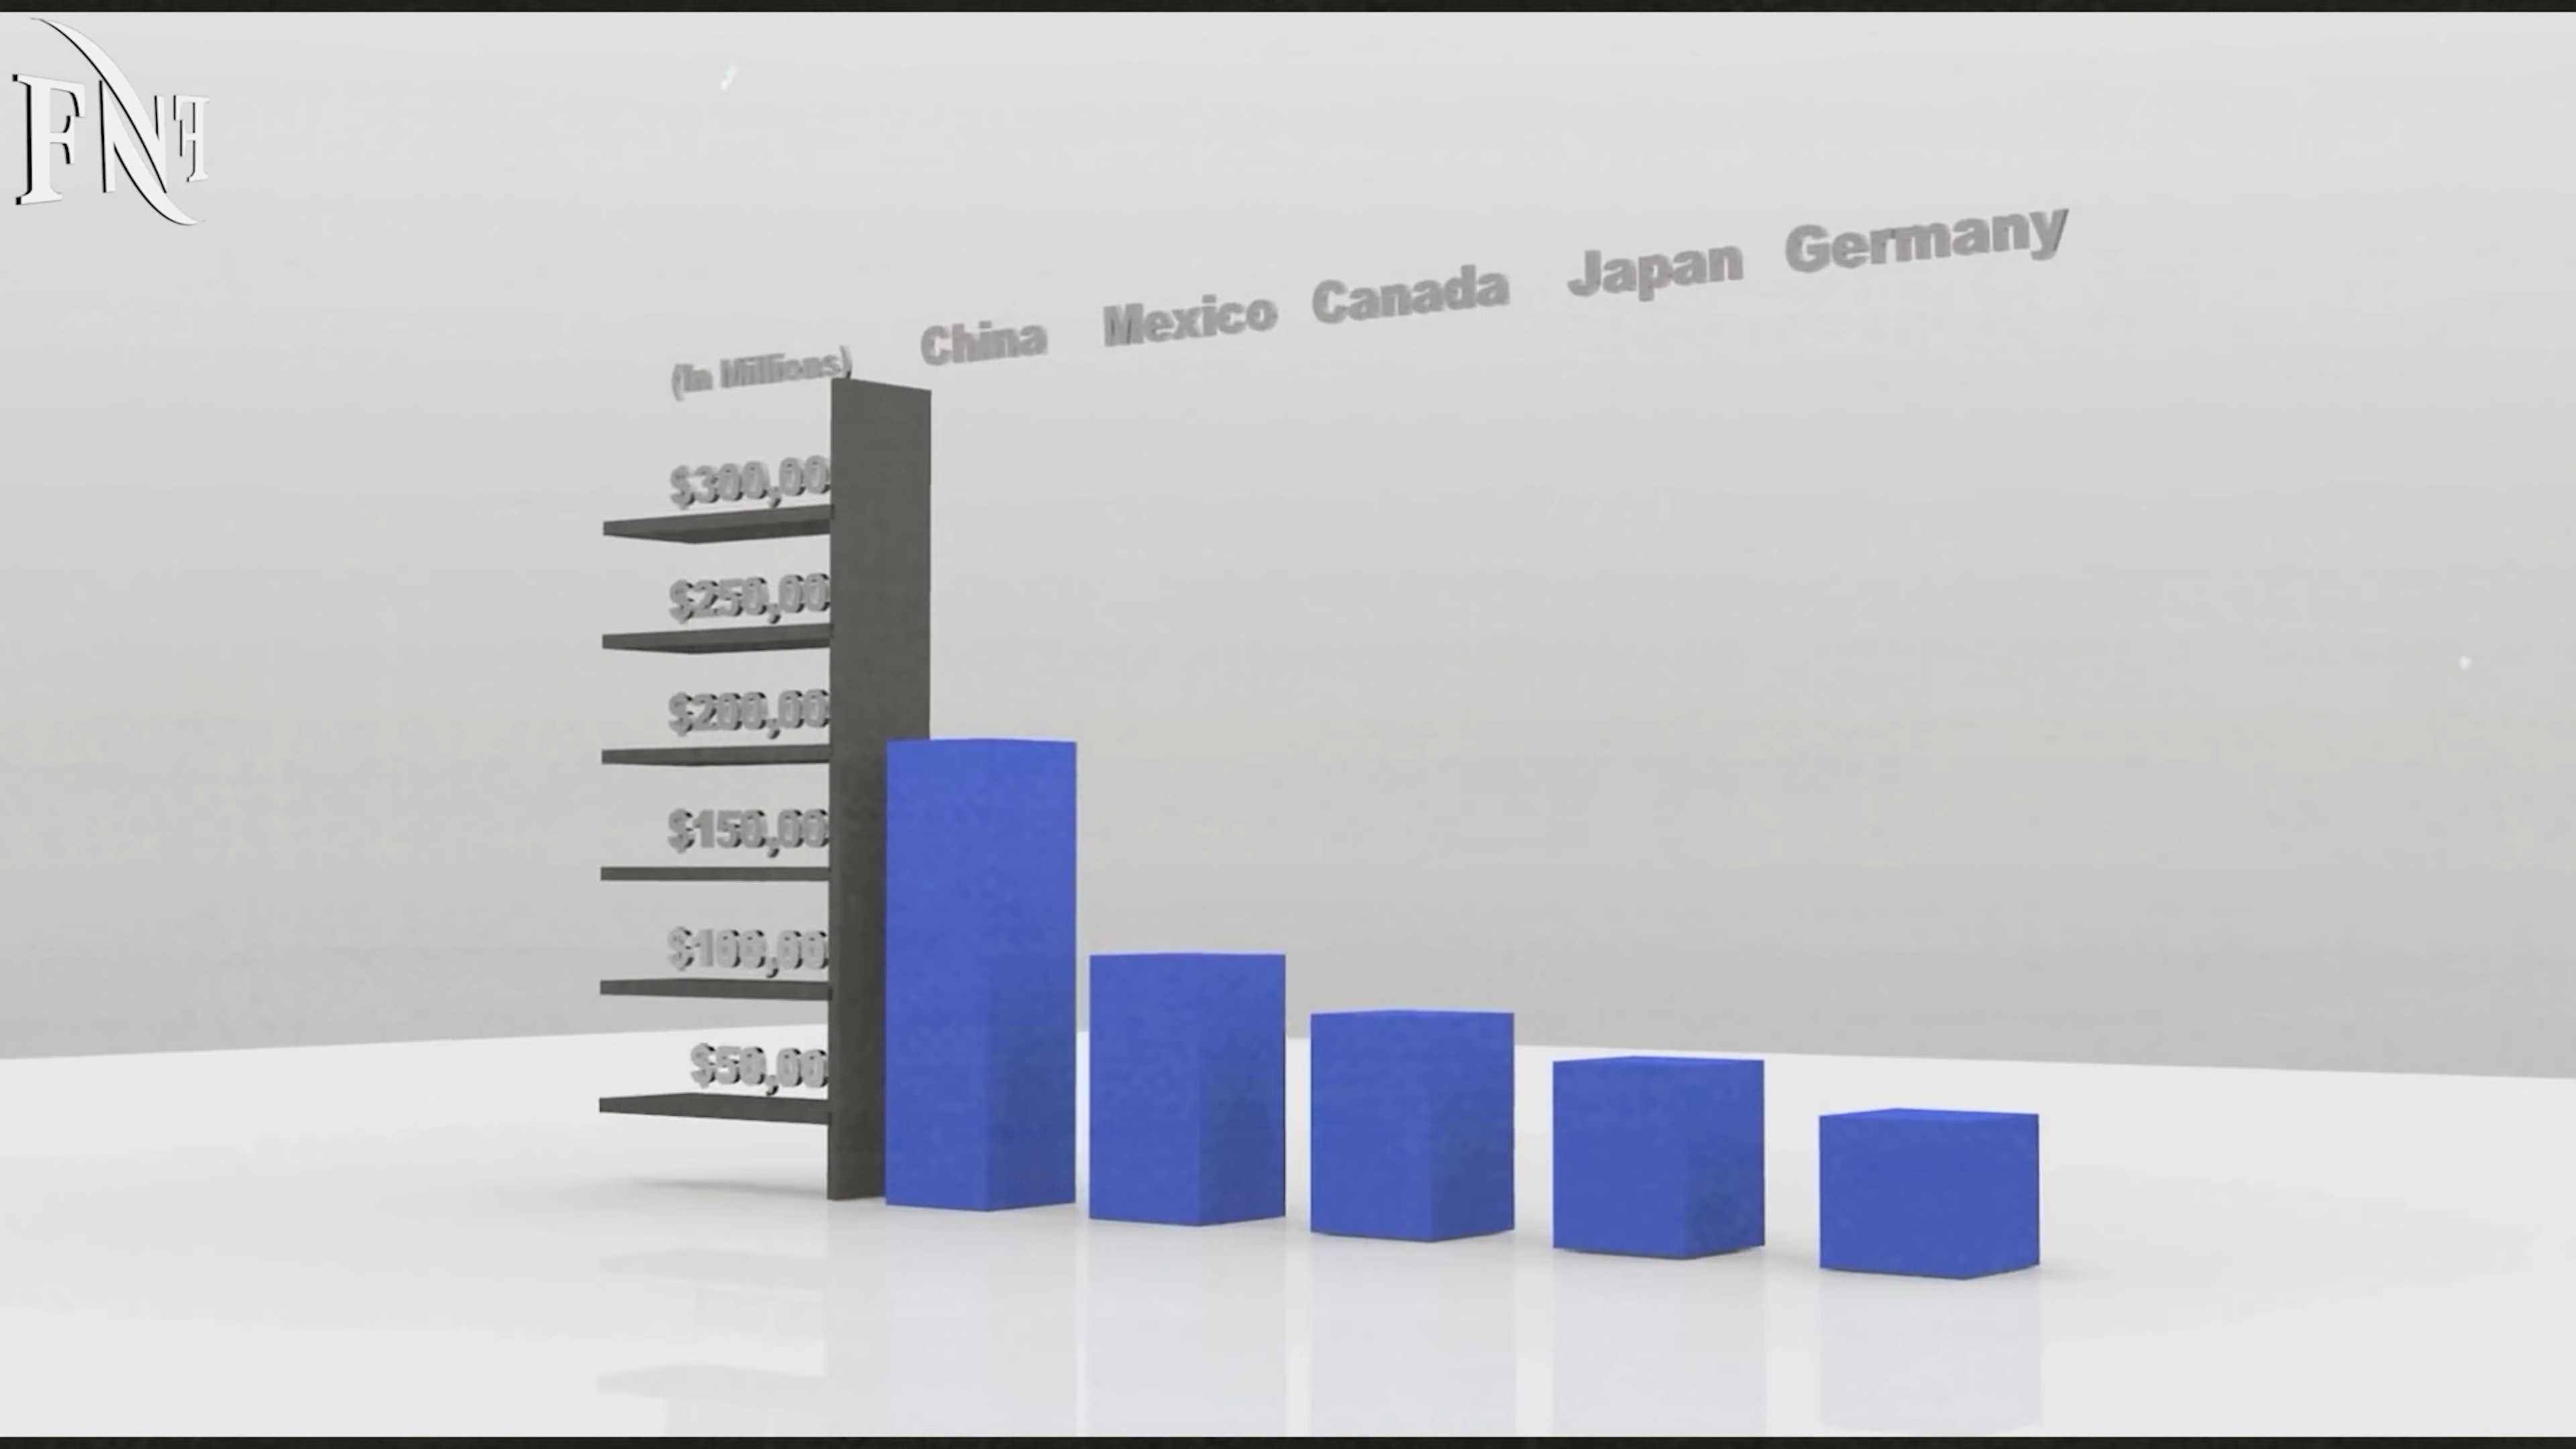 FNF
China Mexico Canada Japan Germany
(In Millions)
$300,00
$250,00
$200,00
$150,00
$100,00
$50,00